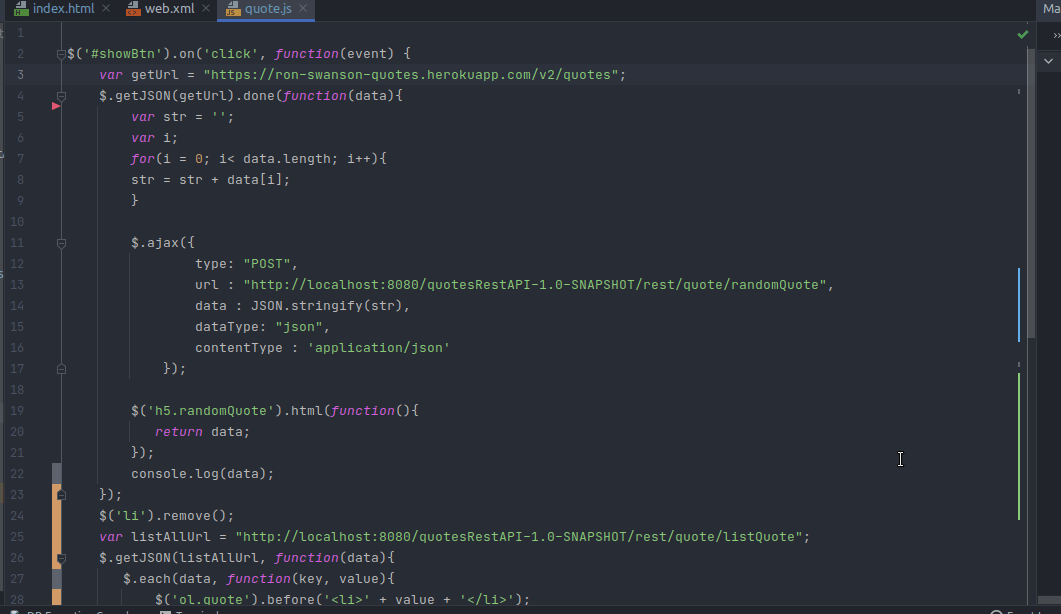 index.html
web.xml
quote.js
Ma
1
2 $('#showBtn').on('click', function(event) {
3 var getUrl = "https://ron-swanson-quotes.herokuapp.com/v2/quotes";
4 $.getJSON(getUrl).done(function(data){
5 var str = '';
6 var i;
7 for(i = 0; i< data.length; i++){
8 str = str + data[i];
9 }
10
11 $.ajax({
12 type: "POST",
13 url : "http://localhost:8080/quotesRestAPI-1.0-SNAPSHOT/rest/quote/randomQuote",
14 data : JSON.stringify(str),
15 dataType: "json",
16 contentType : 'application/json'
17 });
18
19 $('h5.randomQuote').html(function(){
20 return data;
21 });
22 console.log(data);
23 });
24 $('li').remove();
25 var listAllUrl = "http://localhost:8080/quotesRestAPI-1.0-SNAPSHOT/rest/quote/listQuote";
26 $.getJSON(listAllUrl, function(data){
27 $.each(data, function(key, value){
28 $('ol.quote').before('<li>' + value + '</li>');